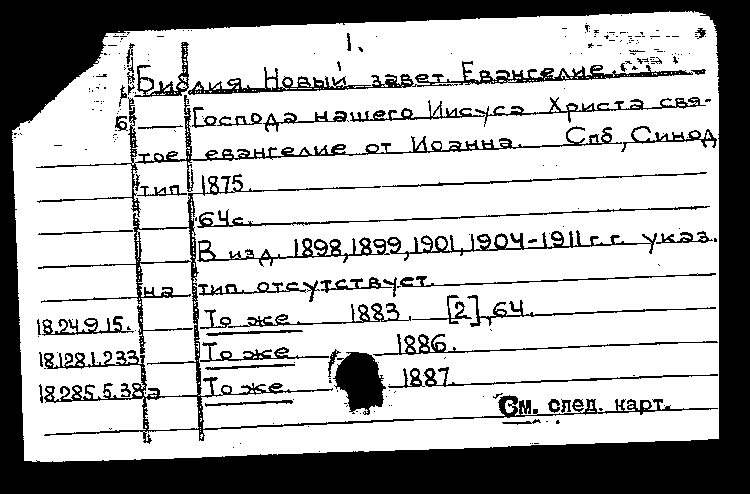 1.
Библия. Новый завет. Евангелие.
б Господа нашего Иисуса Христа свя-
тое евангелие от Иоанна. Спб, Синод
тип 1875.
64с.
В изд. 1898, 1899, 1901, 1904-1911 г.г. указ.
на тип. отсутствует.
18.24.9.15. То же. 1883. [2], 64.
18.128.1.233 То же 1886.
18.285.5.38а То же. 1887.
См. след. карт.